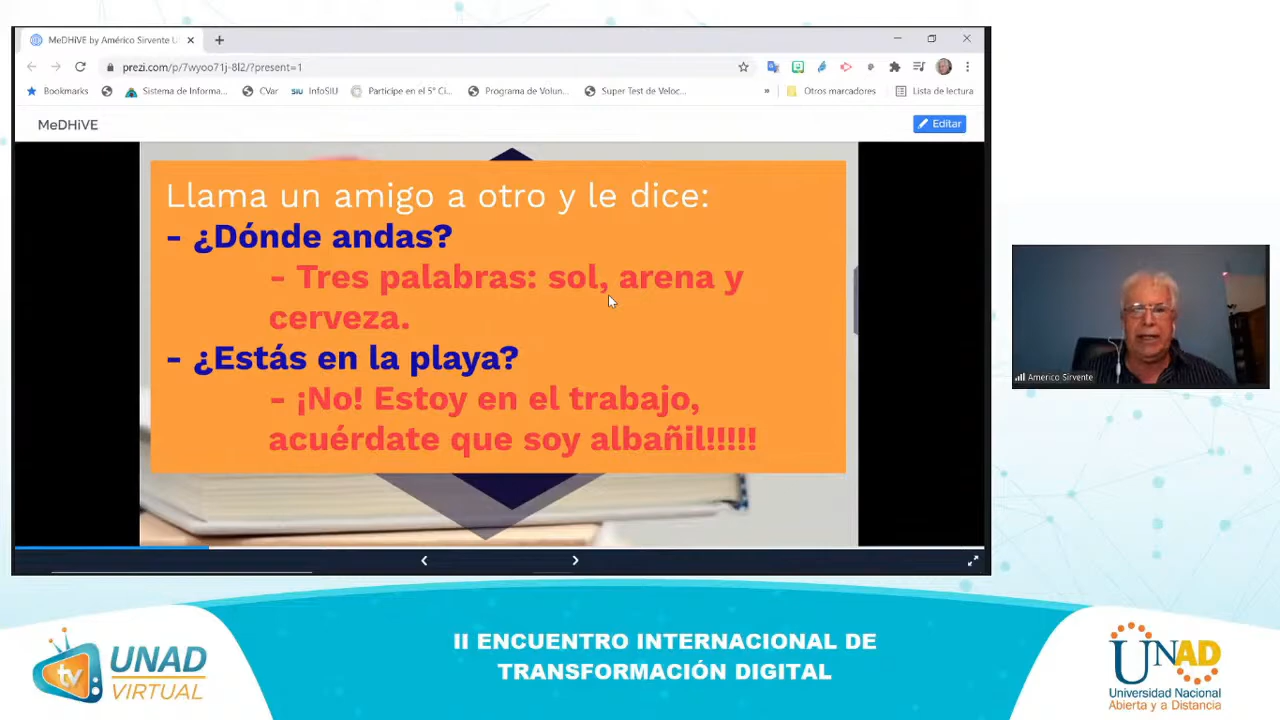 MeDHiVE by Américo Sirvente U
prezi.com/p/7wyoo71j-8l2/?present=1
Bookmarks
Sistema de Informa...
CVar
SIU InfoSIU
Participe en el 5° Ci...
Programa de Volun...
Super Test de Veloc...
»
Otros marcadores
Lista de lectura
MeDHiVE
Editar
Llama un amigo a otro y le dice:
- ¿Dónde andas?
- Tres palabras: sol, arena y
cerveza.
- ¿Estás en la playa?
- ¡No! Estoy en el trabajo,
acuérdate que soy albañil!!!!!
Americo Sirvente
tv
UNAD
VIRTUAL
II ENCUENTRO INTERNACIONAL DE
TRANSFORMACIÓN DIGITAL
UNAD
Universidad Nacional
Abierta y a Distancia